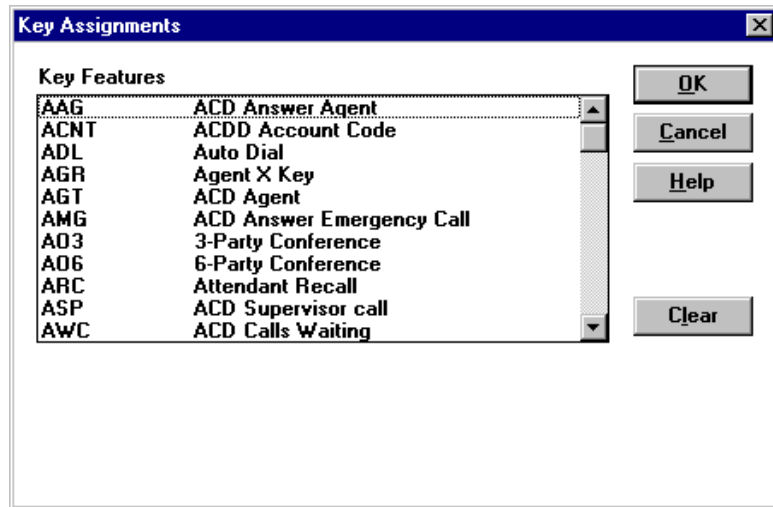 Key Assignments
Key Features
AAG ACD Answer Agent
ACNT ACDD Account Code
ADL Auto Dial
AGR Agent X Key
AGT ACD Agent
AMG ACD Answer Emergency Call
AO3 3-Party Conference
AO6 6-Party Conference
ARC Attendant Recall
ASP ACD Supervisor call
AWC ACD Calls Waiting
OK
Cancel
Help
Clear